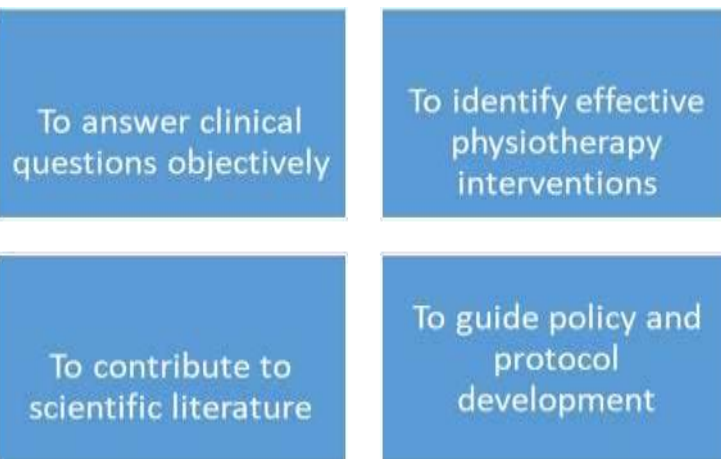 To answer clinical
questions objectively
To identify effective
physiotherapy
interventions
To contribute to
scientific literature
To guide policy and
protocol
development